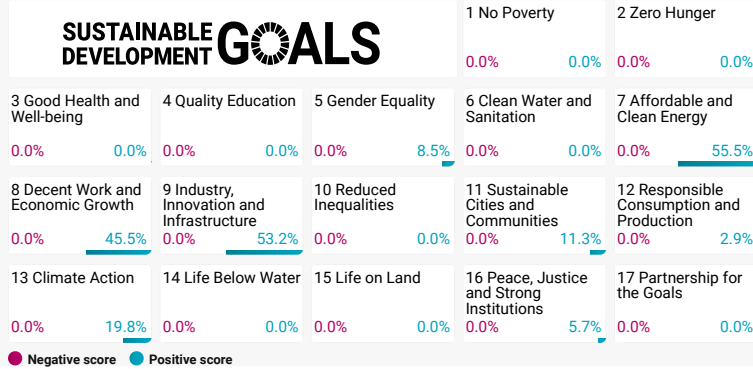 SUSTAINABLE
DEVELOPMENT
GOALS
1 No Poverty
0.0% 0.0%
2 Zero Hunger
0.0% 0.0%
3 Good Health and
Well-being
0.0% 0.0%
4 Quality Education
0.0% 0.0%
5 Gender Equality
0.0% 8.5%
6 Clean Water and
Sanitation
0.0% 0.0%
7 Affordable and
Clean Energy
0.0% 55.5%
8 Decent Work and
Economic Growth
0.0% 45.5%
9 Industry,
Innovation and
Infrastructure
0.0% 53.2%
10 Reduced
Inequalities
0.0% 0.0%
11 Sustainable
Cities and
Communities
0.0% 11.3%
12 Responsible
Consumption and
Production
0.0% 2.9%
13 Climate Action
0.0% 19.8%
14 Life Below Water
0.0% 0.0%
15 Life on Land
0.0% 0.0%
16 Peace, Justice
and Strong
Institutions
0.0% 5.7%
17 Partnership for
the Goals
0.0% 0.0%
Negative score Positive score